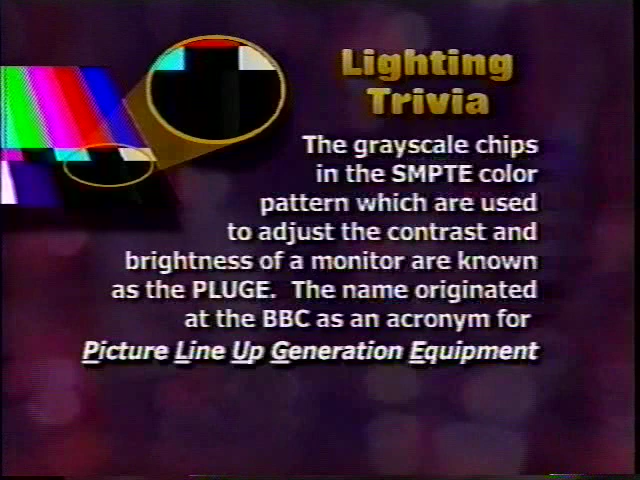 Lighting
Trivia
The grayscale chips
in the SMPTE color
pattern which are used
to adjust the contrast and
brightness of a monitor are known
as the PLUGE. The name originated
at the BBC as an acronym for
Picture Line Up Generation Equipment